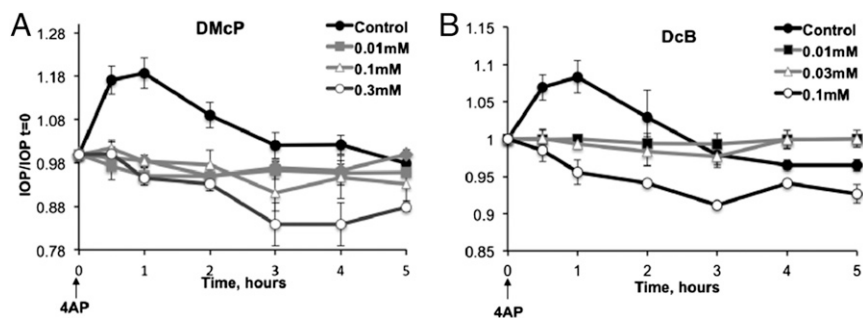 A
DMcP
Control
0.01mM
0.1mM
0.3mM
IOP/IOP t=0
1.28
1.18
1.08
0.98
0.88
0.78
0 1 2 3 4 5
Time, hours
4AP
B
DcB
Control
0.01mM
0.03mM
0.1mM
1.15
1.1
1.05
1
0.95
0.9
0.85
0 1 2 3 4 5
Time, hours
4AP